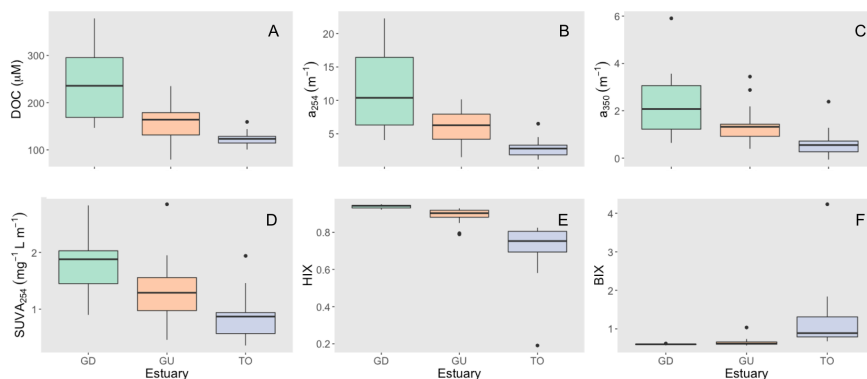 A
DOC (μM)
300
200
100
B
a254 (m⁻¹)
20
15
10
5
C
a350 (m⁻¹)
6
4
2
0
D
SUVA254 (mg⁻¹ L m⁻¹)
2
1
GD GU TO
Estuary
E
HIX
0.8
0.6
0.4
0.2
GD GU TO
Estuary
F
BIX
4
3
2
1
GD GU TO
Estuary